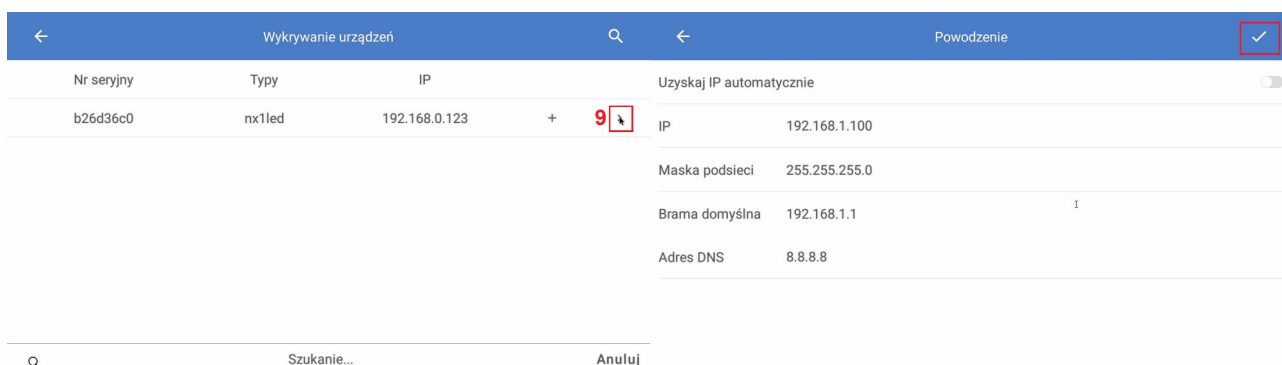 Wykrywanie urządzeń
Nr seryjny Typy IP
b26d36c0 nx1led 192.168.0.123 + 9
Szukanie... Anuluj
Powodzenie
Uzyskaj IP automatycznie
IP 192.168.1.100
Maska podsieci 255.255.255.0
Brama domyślna 192.168.1.1
Adres DNS 8.8.8.8